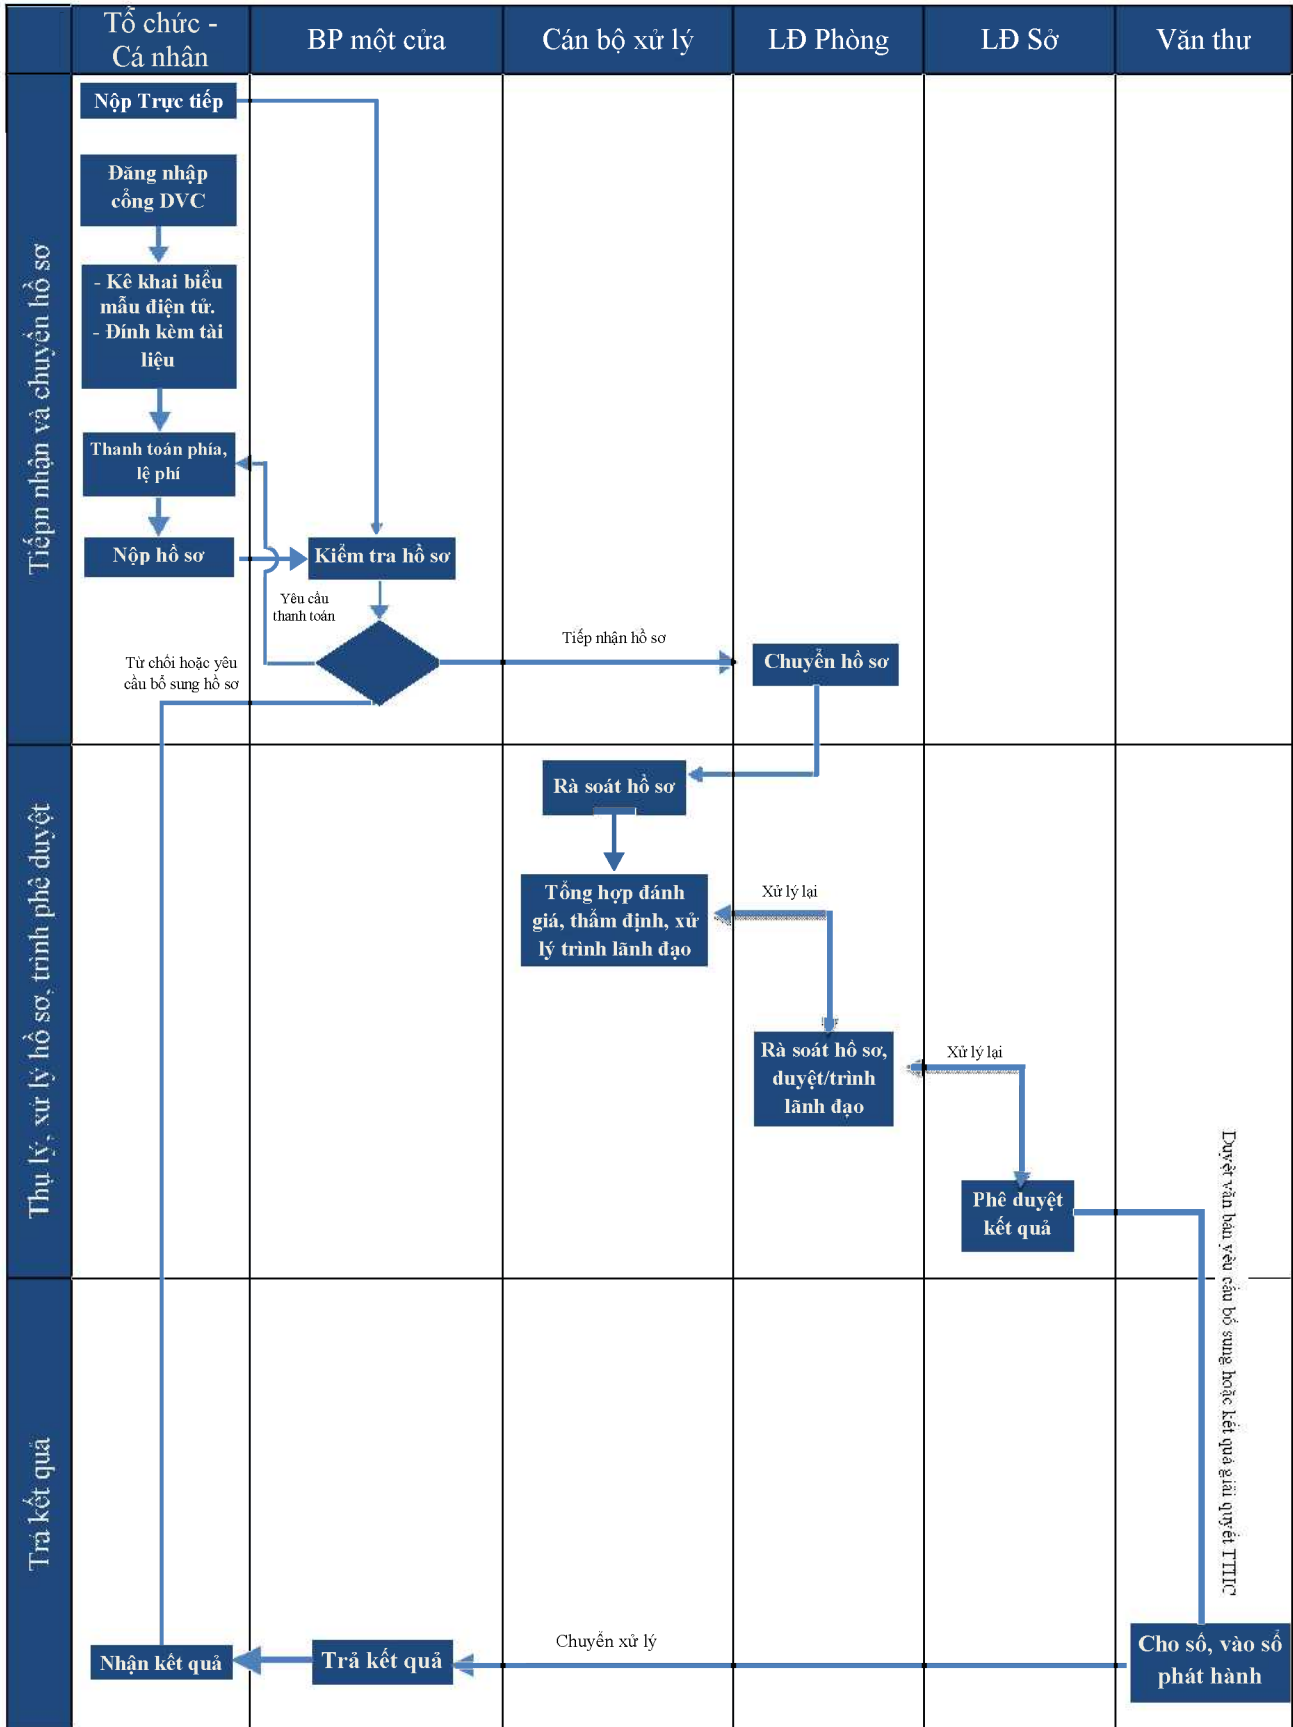 Tổ chức -
Cá nhân
BP một cửa
Cán bộ xử lý
LĐ Phòng
LĐ Sở
Văn thư
Tiếpn nhận và chuyển hồ sơ
Nộp Trực tiếp
Đăng nhập
cổng DVC
- Kê khai biểu
mẫu điện tử.
- Đính kèm tài
liệu
Thanh toán phía,
lệ phí
Nộp hồ sơ
Kiểm tra hồ sơ
Yêu cầu
thanh toán
Tiếp nhận hồ sơ
Chuyển hồ sơ
Từ chối hoặc yêu
cầu bổ sung hồ sơ
Thụ lý, xử lý hồ sơ, trình phê duyệt
Rà soát hồ sơ
Tổng hợp đánh
giá, thẩm định, xử
lý trình lãnh đạo
Xử lý lại
Rà soát hồ sơ,
duyệt/trình
lãnh đạo
Xử lý lại
Phê duyệt
kết quả
Duyệt văn bản yêu cầu bổ sung hoặc kết quả giải quyết TTHC
Trả kết quả
Cho số, vào sổ
phát hành
Chuyển xử lý
Trả kết quả
Nhận kết quả